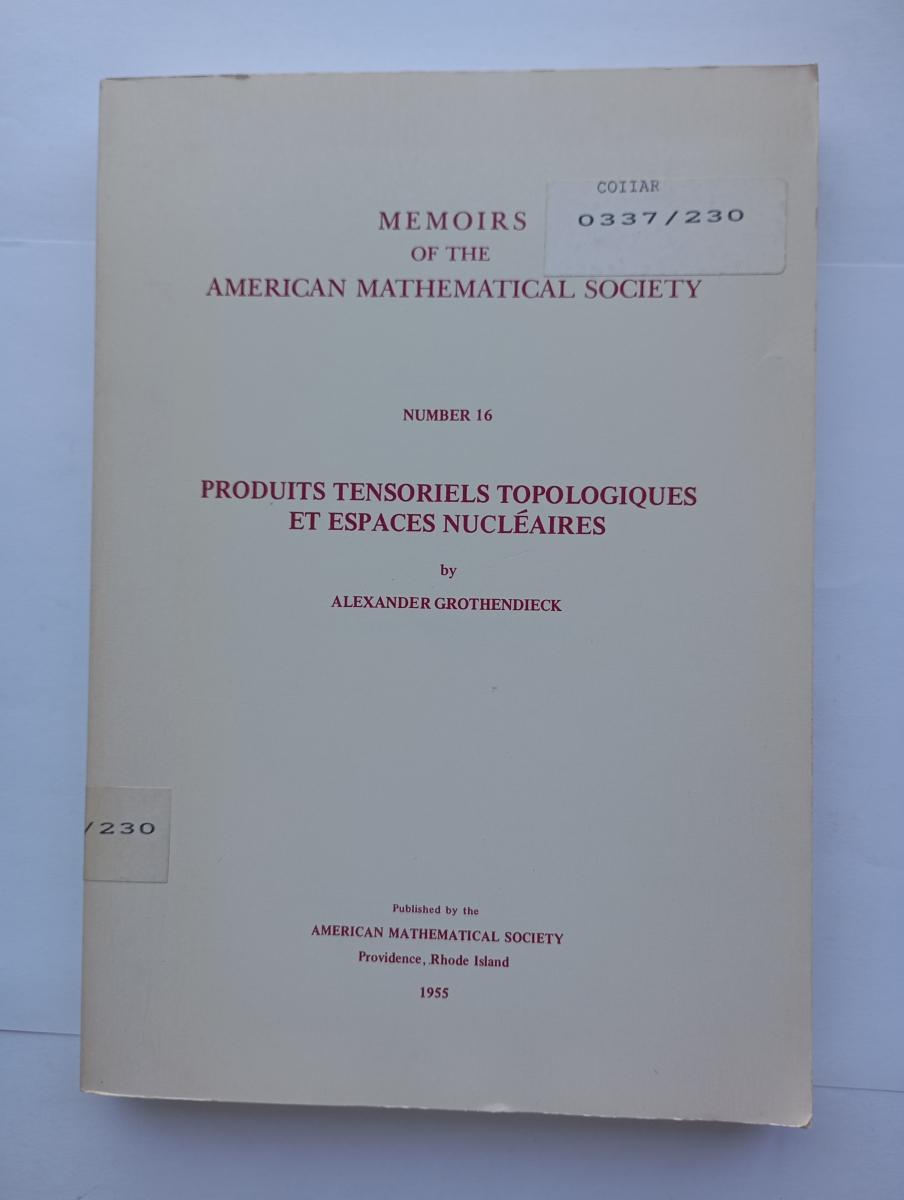 COIIAR
0337/230
MEMOIRS
OF THE
AMERICAN MATHEMATICAL SOCIETY
NUMBER 16
PRODUITS TENSORIELS TOPOLOGIQUES
ET ESPACES NUCLÉAIRES
by
ALEXANDER GROTHENDIECK
/230
Published by the
AMERICAN MATHEMATICAL SOCIETY
Providence, Rhode Island
1955